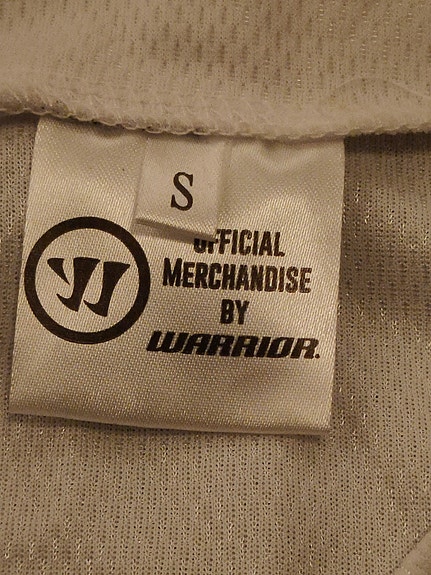 S
OFFICIAL
MERCHANDISE
BY
WARRIOR.